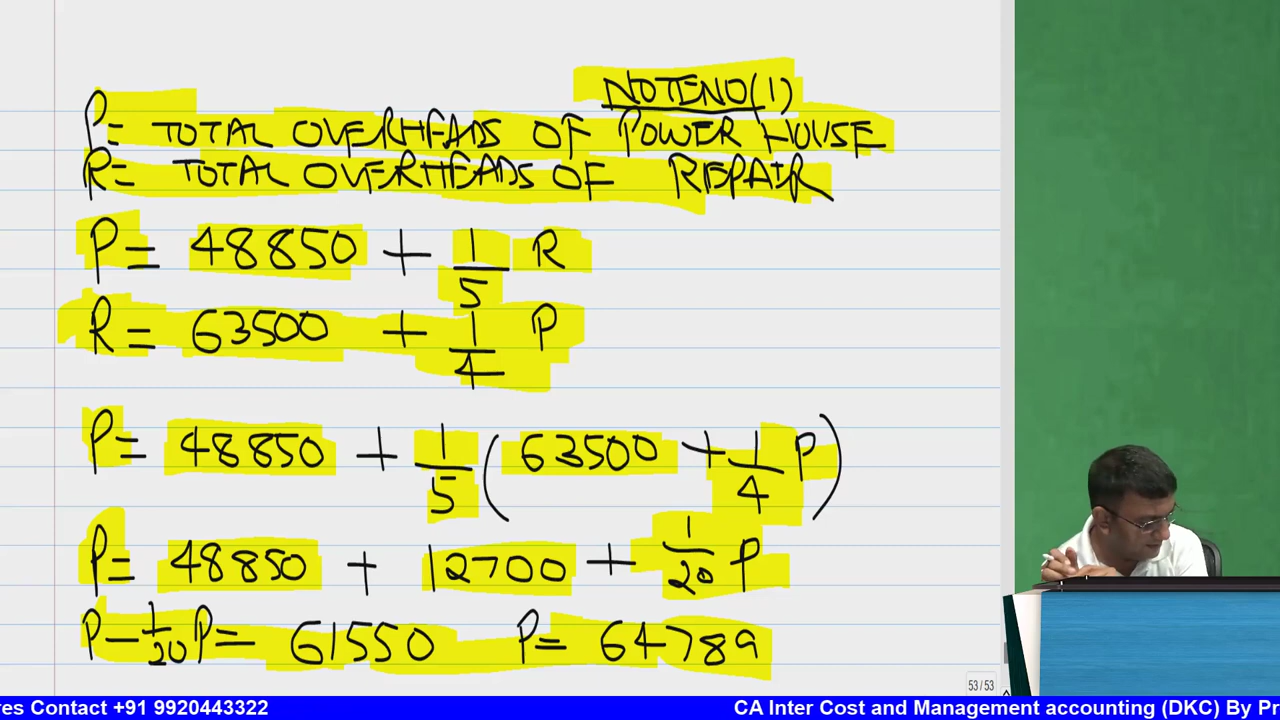 NOTENO(1)
P= TOTAL OVERHEADS OF POWER HOUSE
R= TOTAL OVERHEADS OF REPAIR
P= 48850 + 1/5 R
R= 63500 + 1/4 P
P= 48850 + 1/5 (63500 + 1/4 P)
P= 48850 + 12700 + 1/20 P
P - 1/20 P = 61550 P= 64789
53 / 53
res Contact +91 9920443322 CA Inter Cost and Management accounting (DKC) By Pr